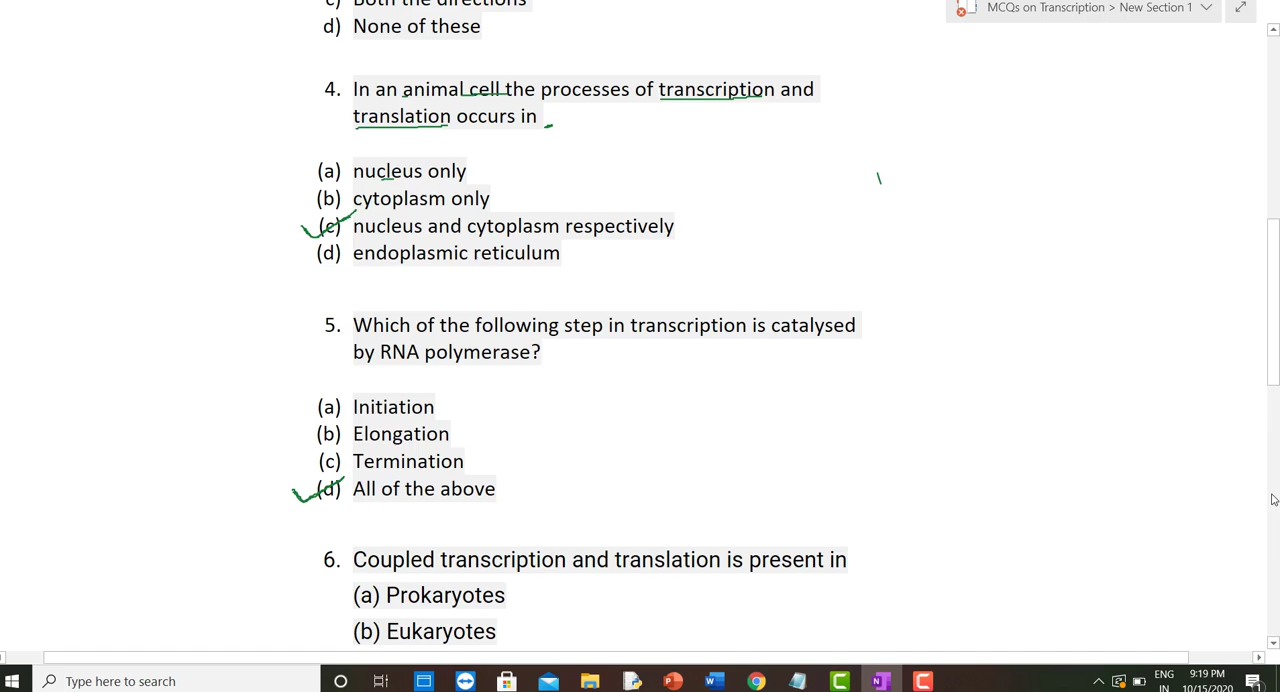 c) Both the directions
MCQs on Transcription > New Section 1
d) None of these
4. In an animal cell the processes of transcription and
translation occurs in
(a) nucleus only
(b) cytoplasm only
(c) nucleus and cytoplasm respectively
(d) endoplasmic reticulum
5. Which of the following step in transcription is catalysed
by RNA polymerase?
(a) Initiation
(b) Elongation
(c) Termination
(d) All of the above
6. Coupled transcription and translation is present in
(a) Prokaryotes
(b) Eukaryotes
Type here to search
ENG
IN
9:19 PM
10/15/2020